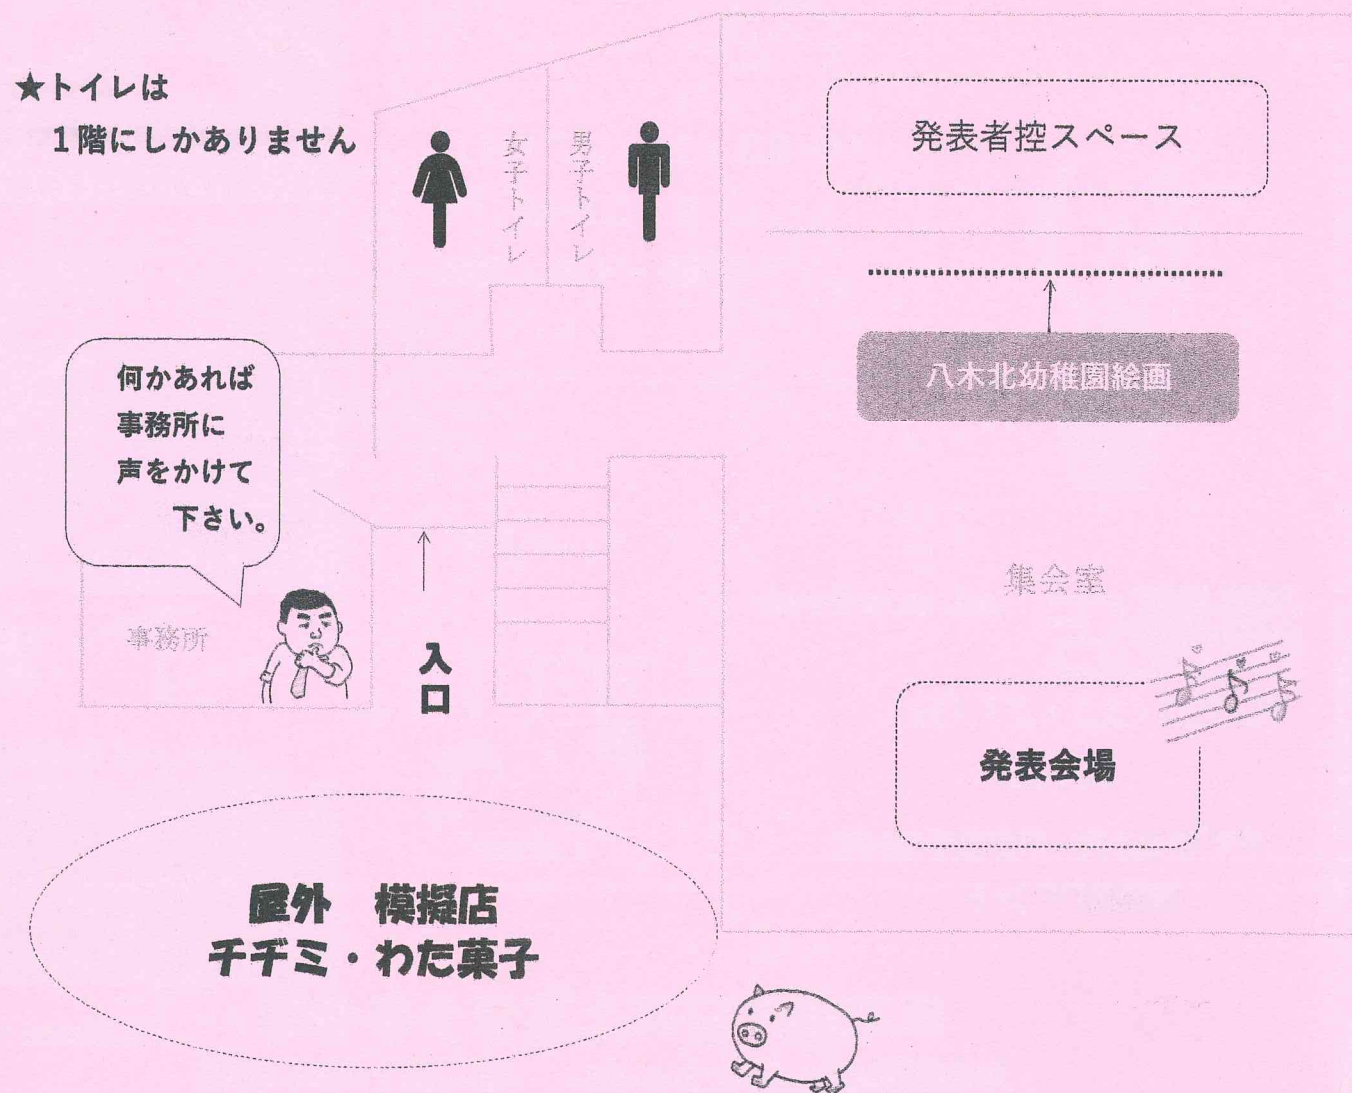 ★トイレは
1階にしかありません
女子トイレ
男子トイレ
発表者控スペース
八木北幼稚園絵画
何かあれば
事務所に
声をかけて
下さい。
事務所
入口
集会室
発表会場
屋外 模擬店
チヂミ・わた菓子